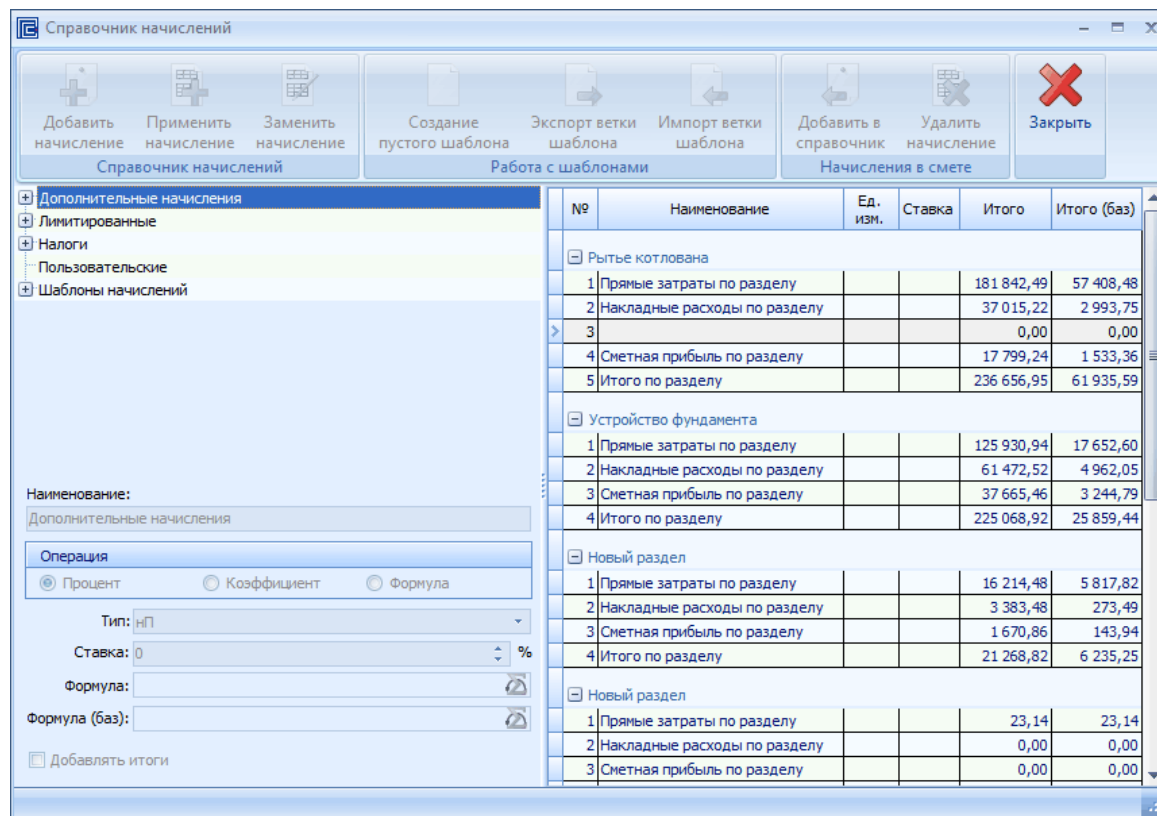 Справочник начислений
Добавить начисление
Применить начисление
Заменить начисление
Справочник начислений
Создание пустого шаблона
Экспорт ветки шаблона
Импорт ветки шаблона
Работа с шаблонами
Добавить в справочник
Удалить начисление
Начисления в смете
Закрыть
Дополнительные начисления
Лимитированные
Налоги
Пользовательские
Шаблоны начислений
Наименование:
Дополнительные начисления
Операция
Процент Коэффициент Формула
Тип: нП
Ставка: 0 %
Формула:
Формула (баз):
Добавлять итоги
№ Наименование Ед. изм. Ставка Итого Итого (баз)
Рытье котлована
1 Прямые затраты по разделу 181 842,49 57 408,48
2 Накладные расходы по разделу 37 015,22 2 993,75
3 0,00 0,00
4 Сметная прибыль по разделу 17 799,24 1 533,36
5 Итого по разделу 236 656,95 61 935,59
Устройство фундамента
1 Прямые затраты по разделу 125 930,94 17 652,60
2 Накладные расходы по разделу 61 472,52 4 962,05
3 Сметная прибыль по разделу 37 665,46 3 244,79
4 Итого по разделу 225 068,92 25 859,44
Новый раздел
1 Прямые затраты по разделу 16 214,48 5 817,82
2 Накладные расходы по разделу 3 383,48 273,49
3 Сметная прибыль по разделу 1 670,86 143,94
4 Итого по разделу 21 268,82 6 235,25
Новый раздел
1 Прямые затраты по разделу 23,14 23,14
2 Накладные расходы по разделу 0,00 0,00
3 Сметная прибыль по разделу 0,00 0,00